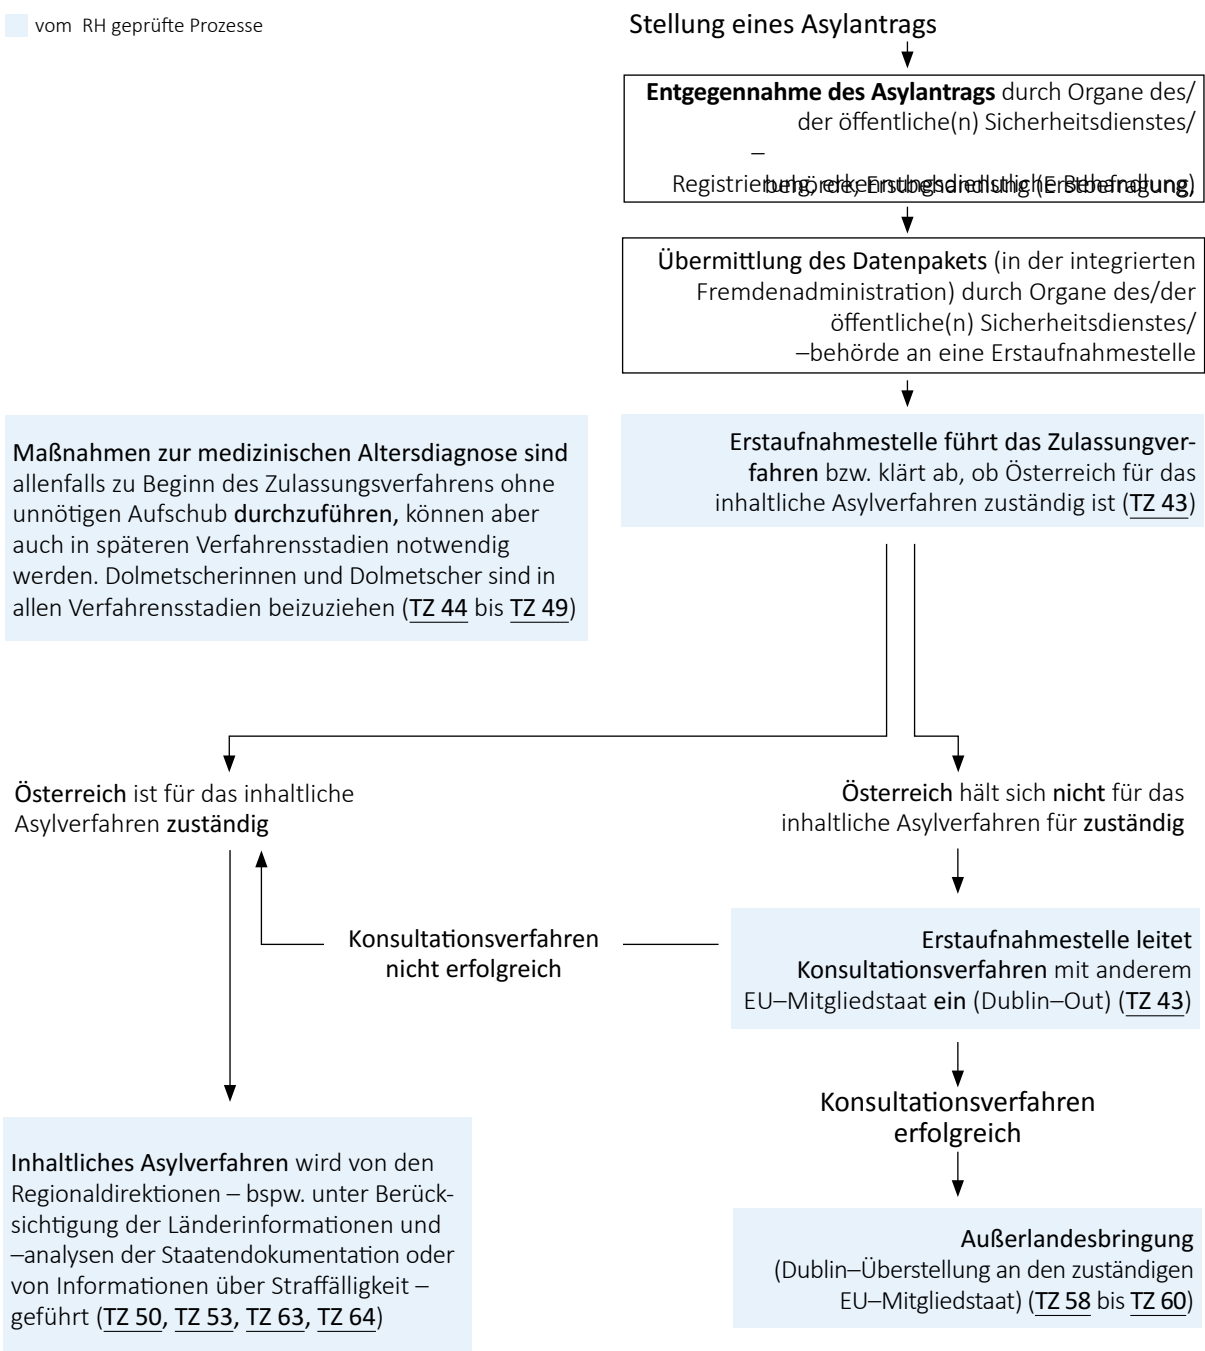 vom RH geprüfte Prozesse
Stellung eines Asylantrags
Entgegennahme des Asylantrags durch Organe des/
der öffentliche(n) Sicherheitsdienstes/
–
behörde; Erstbehandlung (Erstbefragung,
Registrierung, erkennungsdienstliche Behandlung)
Übermittlung des Datenpakets (in der integrierten
Fremdenadministration) durch Organe des/der
öffentliche(n) Sicherheitsdienstes/
–behörde an eine Erstaufnahmestelle
Erstaufnahmestelle führt das Zulassungver-
fahren bzw. klärt ab, ob Österreich für das
inhaltliche Asylverfahren zuständig ist (TZ 43)
Maßnahmen zur medizinischen Altersdiagnose sind
allenfalls zu Beginn des Zulassungsverfahrens ohne
unnötigen Aufschub durchzuführen, können aber
auch in späteren Verfahrensstadien notwendig
werden. Dolmetscherinnen und Dolmetscher sind in
allen Verfahrensstadien beizuziehen (TZ 44 bis TZ 49)
Österreich ist für das inhaltliche
Asylverfahren zuständig
Österreich hält sich nicht für das
inhaltliche Asylverfahren für zuständig
Konsultationsverfahren
nicht erfolgreich
Erstaufnahmestelle leitet
Konsultationsverfahren mit anderem
EU–Mitgliedstaat ein (Dublin–Out) (TZ 43)
Konsultationsverfahren
erfolgreich
Inhaltliches Asylverfahren wird von den
Regionaldirektionen – bspw. unter Berück-
sichtigung der Länderinformationen und
–analysen der Staatendokumentation oder
von Informationen über Straffälligkeit –
geführt (TZ 50, TZ 53, TZ 63, TZ 64)
Außerlandesbringung
(Dublin–Überstellung an den zuständigen
EU–Mitgliedstaat) (TZ 58 bis TZ 60)